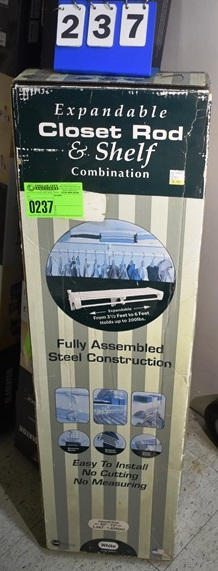 237
Expandable
Closet Rod
& Shelf
Combination
0237
Expandable
From 3½ Feet to 6 Feet
Holds up to 200lbs.
Fully Assembled
Steel Construction
Easy To Install
No Cutting
No Measuring
White